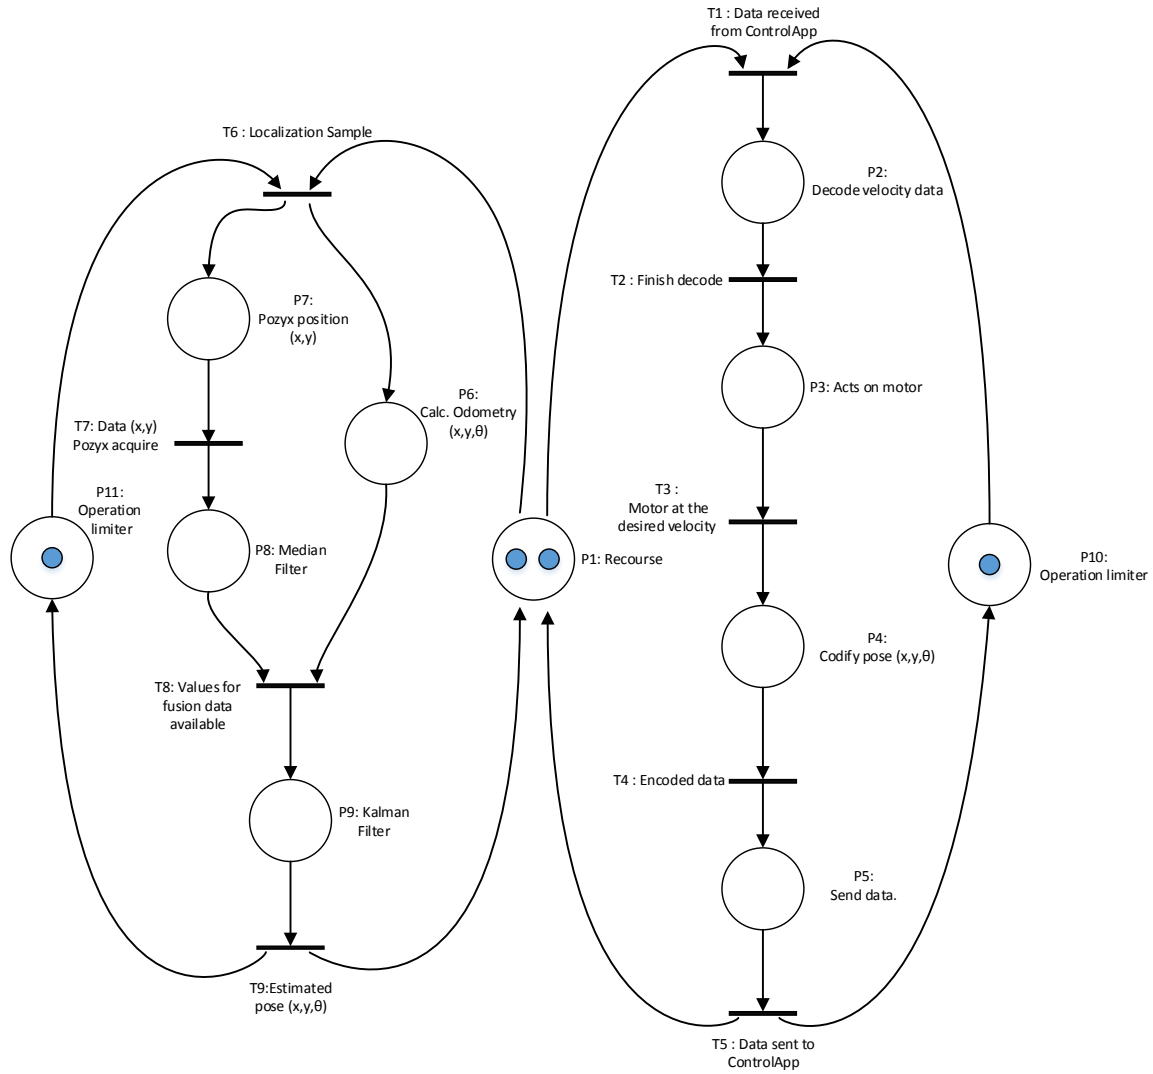 T1 : Data received
from ControlApp
T6 : Localization Sample
P2:
Decode velocity data
T2 : Finish decode
P7:
Pozyx position
(x,y)
P3: Acts on motor
P6:
Calc. Odometry
(x,y,θ)
T7: Data (x,y)
Pozyx acquire
P11:
Operation
limiter
T3 :
Motor at the
desired velocity
P8: Median
Filter
P1: Recourse
P10:
Operation limiter
P4:
Codify pose (x,y,θ)
T8: Values for
fusion data
available
T4 : Encoded data
P9: Kalman
Filter
P5:
Send data.
T9:Estimated
pose (x,y,θ)
T5 : Data sent to
ControlApp